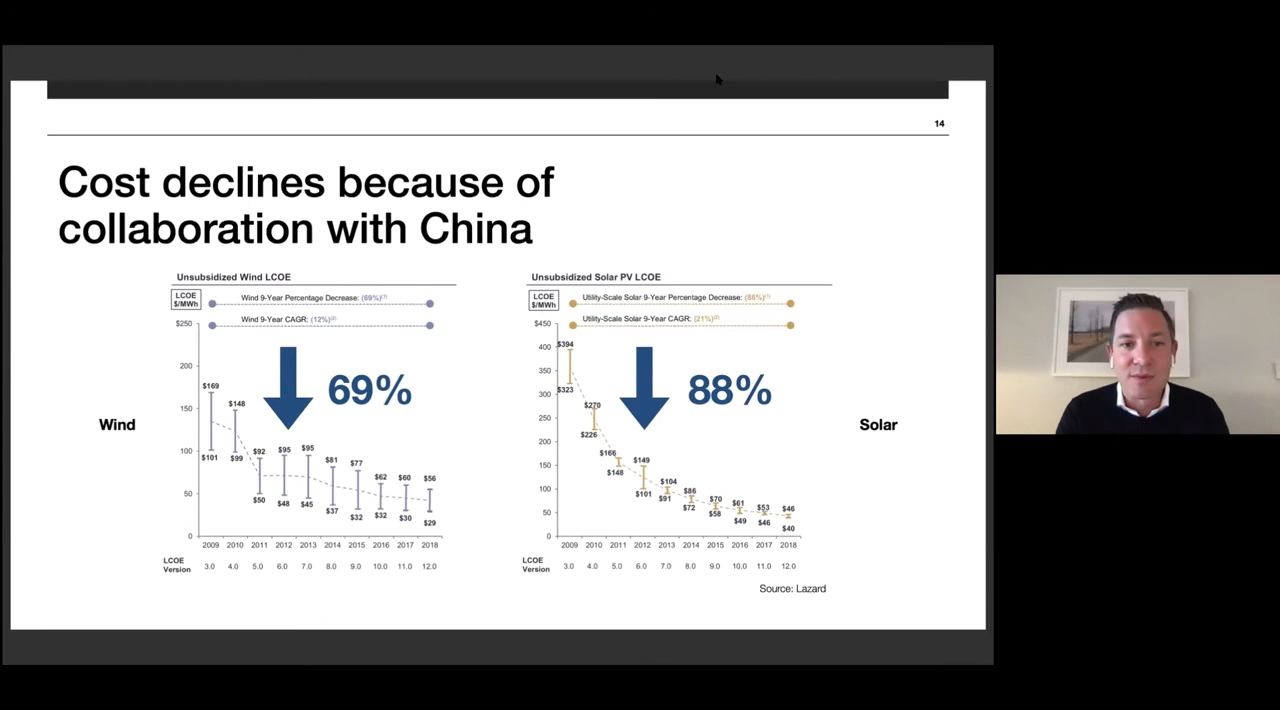 14
Cost declines because of
collaboration with China
Unsubsidized Wind LCOE
LCOE
$/MWh
Wind 9-Year Percentage Decrease: (69%)(1)
Wind 9-Year CAGR: (12%)(2)
$250
200
150
100
50
0
$169
$148
$92
$95
$95
$81
$77
$62
$60
$56
$101
$99
$50
$48
$45
$37
$32
$32
$30
$29
69%
Wind
2009 2010 2011 2012 2013 2014 2015 2016 2017 2018
LCOE
Version
3.0 4.0 5.0 6.0 7.0 8.0 9.0 10.0 11.0 12.0
Unsubsidized Solar PV LCOE
LCOE
$/MWh
Utility-Scale Solar 9-Year Percentage Decrease: (88%)(1)
Utility-Scale Solar 9-Year CAGR: (21%)(2)
$450
400
350
300
250
200
150
100
50
0
$394
$270
$166
$149
$104
$86
$70
$61
$53
$46
$323
$226
$148
$101
$91
$72
$58
$49
$46
$40
88%
Solar
2009 2010 2011 2012 2013 2014 2015 2016 2017 2018
LCOE
Version
3.0 4.0 5.0 6.0 7.0 8.0 9.0 10.0 11.0 12.0
Source: Lazard